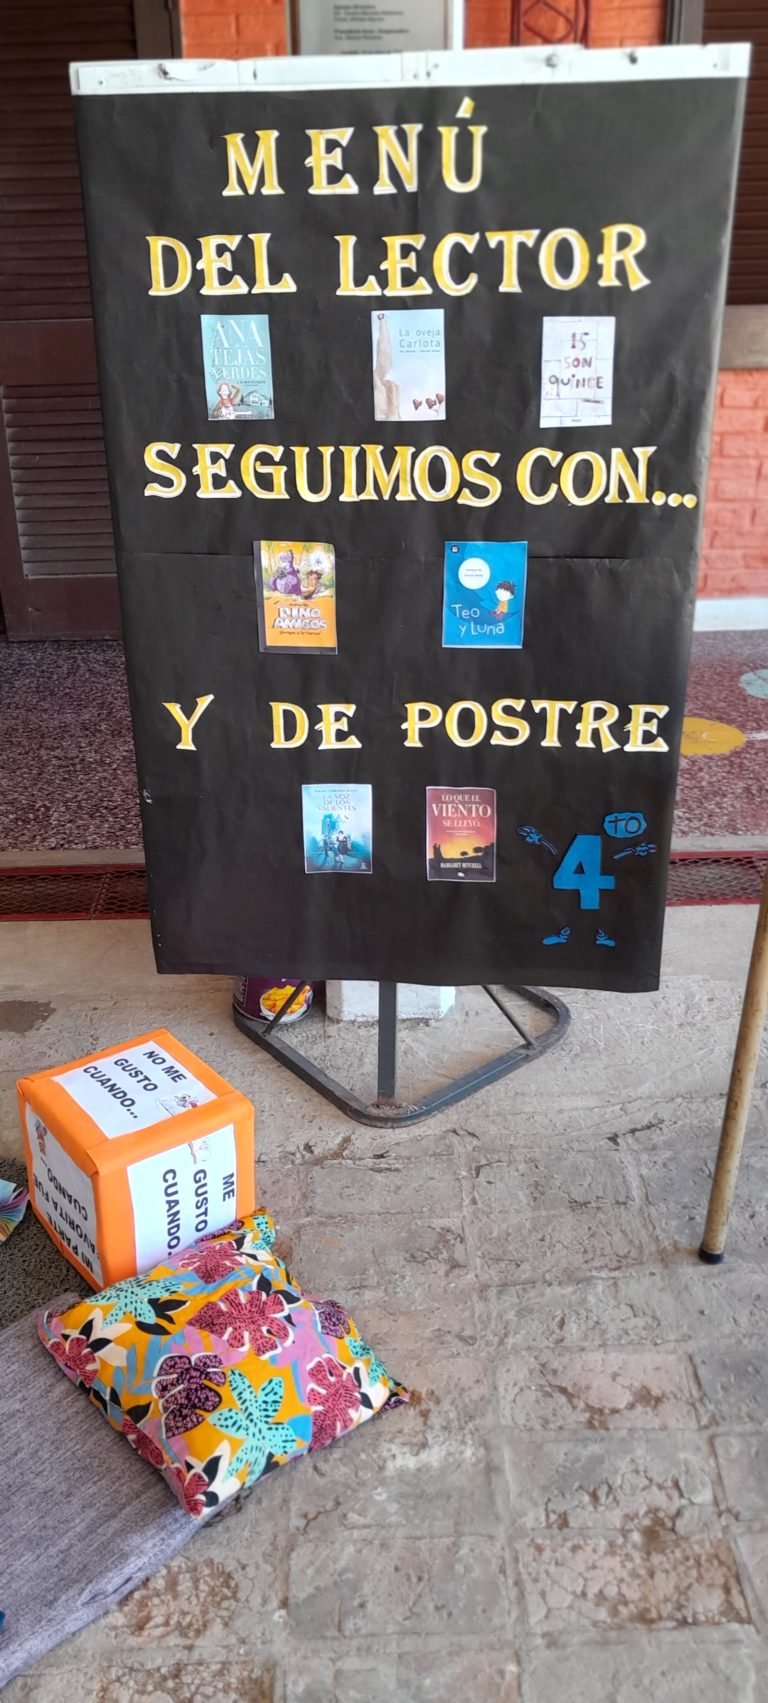 MENÚ
DEL LECTOR
ANA
TEJAS
VERDES
La oveja
Carlota
15
SON
QUINCE
SEGUIMOS CON...
DINO
AMIGOS
Teo
y Luna
Y DE POSTRE
LA VOZ
DE LOS
VALIENTES
LO QUE EL
VIENTO
SE LLEVÓ
MARGARET MITCHELL
4 TO
NO ME
GUSTO
CUANDO...
ME
GUSTO
CUANDO..
MI PARTE
AVORITA FUE
CUANDO...